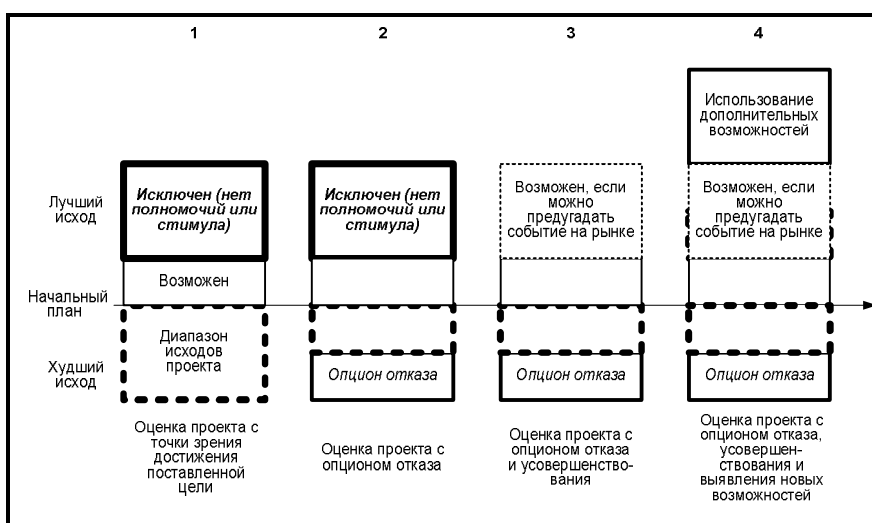 1
2
3
4
Использование
дополнительных
возможностей
Лучший
исход
Исключен (нет
полномочий или
стимула)
Исключен (нет
полномочий или
стимула)
Возможен, если
можно
предугадать
событие на рынке
Возможен, если
можно
предугадать
событие на рынке
Возможен
Начальный
план
Диапазон
исходов
проекта
Худший
исход
Опцион отказа
Опцион отказа
Опцион отказа
Оценка проекта с
точки зрения
достижения
поставленной
цели
Оценка проекта с
опционом отказа
Оценка проекта с
опционом отказа
и усовершенство-
вания
Оценка проекта с
опционом отказа,
усовершен-
ствования и
выявления новых
возможностей